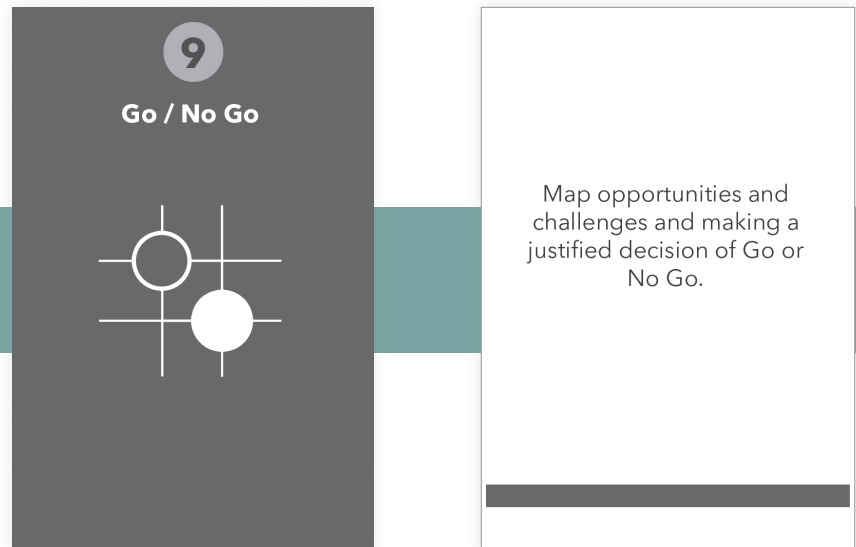 9
Go / No Go
Map opportunities and
challenges and making a
justified decision of Go or
No Go.